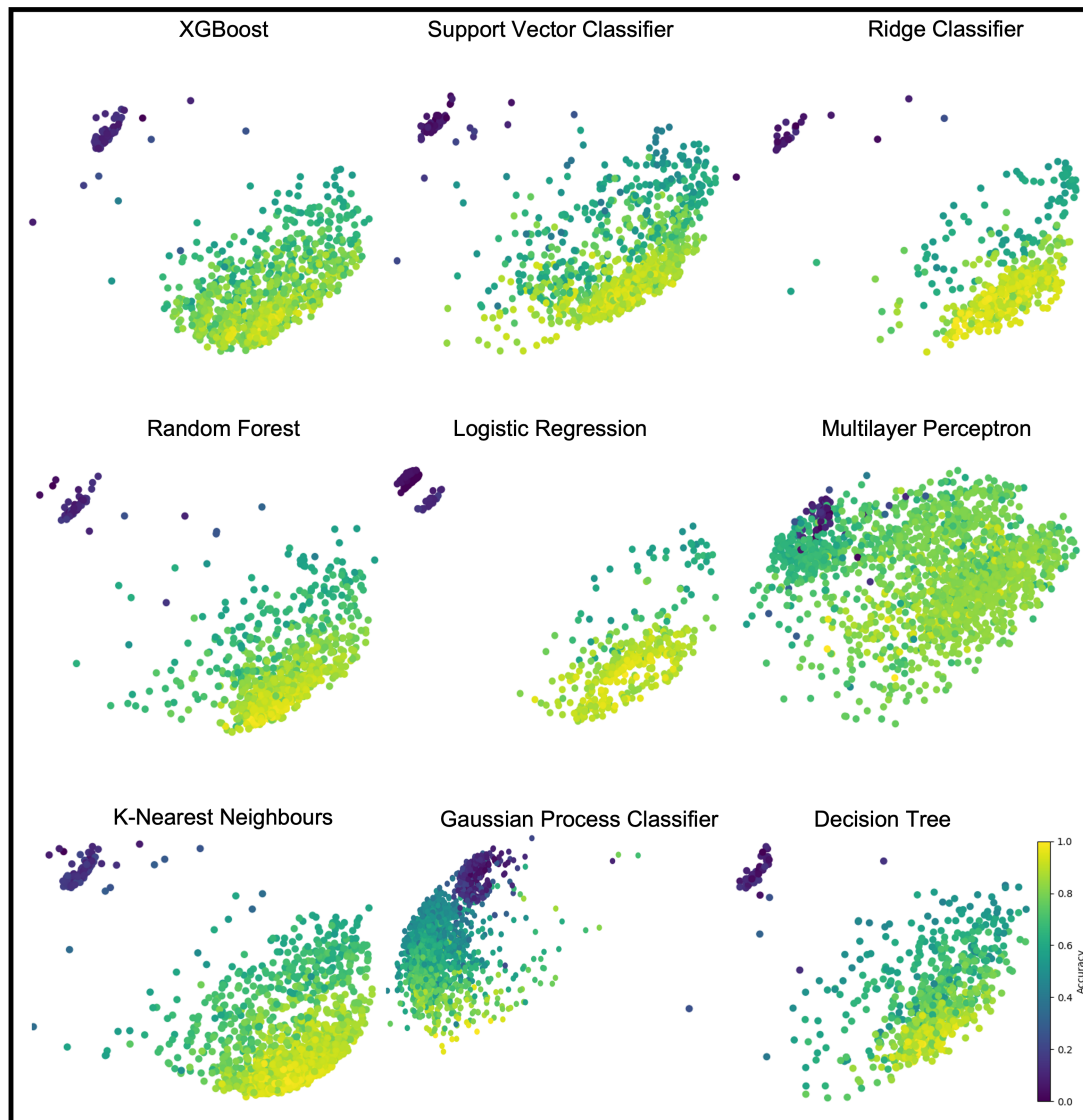 XGBoost
Support Vector Classifier
Ridge Classifier
Random Forest
Logistic Regression
Multilayer Perceptron
K-Nearest Neighbours
Gaussian Process Classifier
Decision Tree
1.0
0.8
0.6
0.4
0.2
0.0
Accuracy